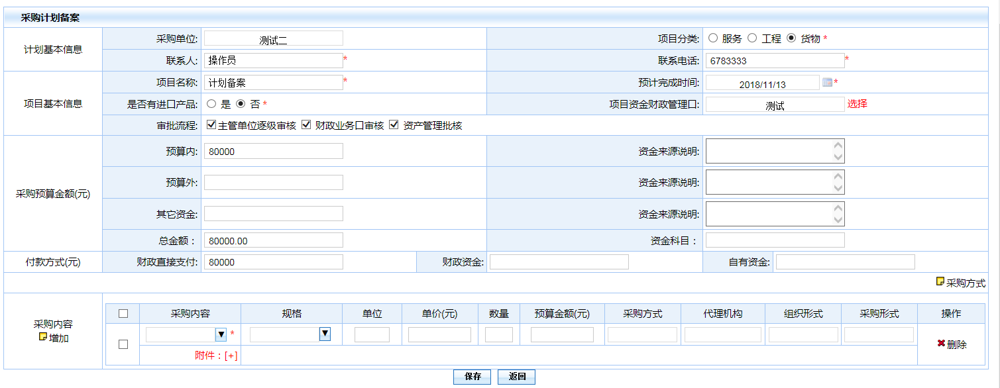 采购计划备案
计划基本信息
采购单位: 测试二 项目分类: 服务 工程 货物 *
联系人: 操作员 * 联系电话: 6783333 *
项目基本信息
项目名称: 计划备案 * 预计完成时间: 2018/11/13 *
是否有进口产品: 是 否 * 项目资金财政管理口: 测试 选择
审批流程: 主管单位逐级审核 财政业务口审核 资产管理批核
采购预算金额(元)
预算内: 80000 资金来源说明:
预算外: 资金来源说明:
其它资金: 资金来源说明:
总金额： 80000.00 资金科目：
付款方式(元) 财政直接支付: 80000 财政资金: 自有资金:
采购方式
采购内容
增加
采购内容 规格 单位 单价(元) 数量 预算金额(元) 采购方式 代理机构 组织形式 采购形式 操作
*
附件：[+]
删除
保存 返回